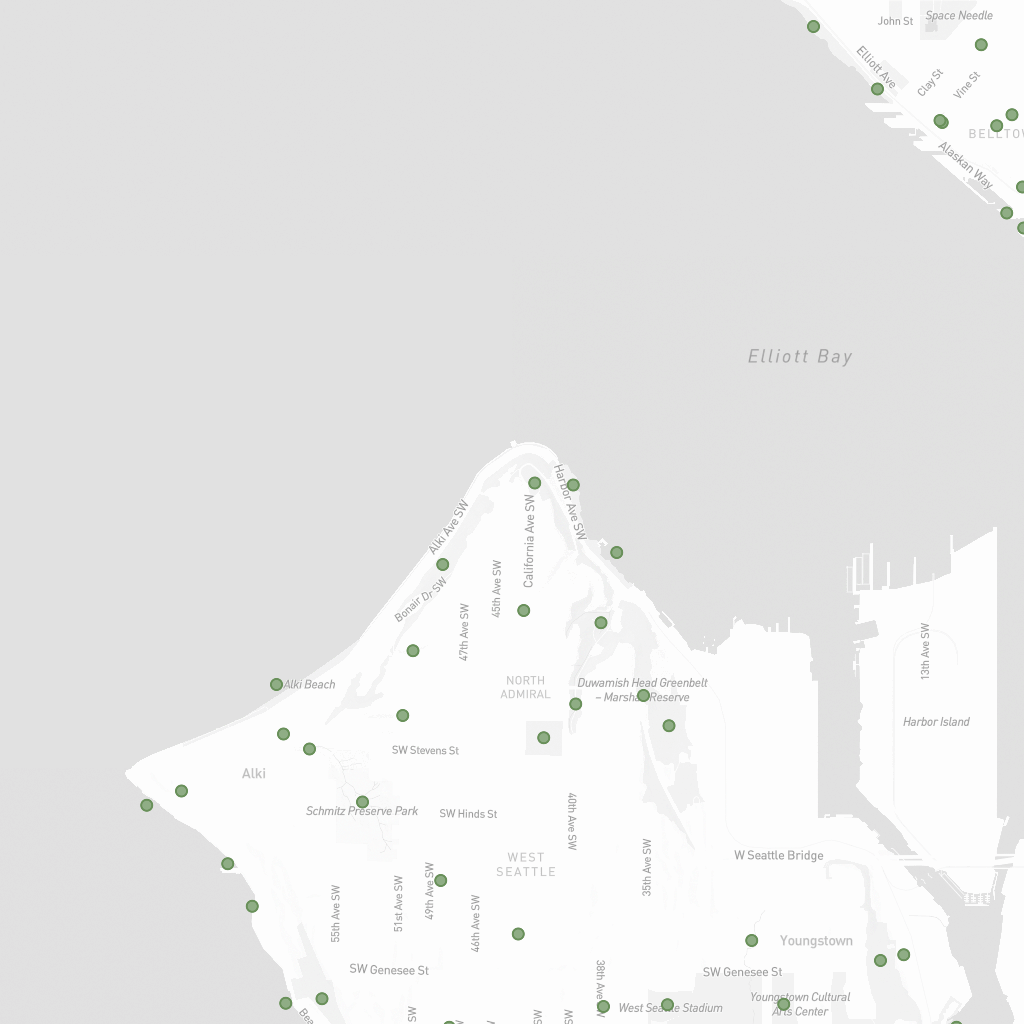 John St
Space Needle
Elliott Ave
Clay St
Vine St
BELLTOW
Alaskan Way
Elliott Bay
Harbor Ave SW
Alki Ave SW
California Ave SW
45th Ave SW
Bonair Dr SW
47th Ave SW
13th Ave SW
Alki Beach
NORTH
ADMIRAL
Duwamish Head Greenbelt
– Marshall Reserve
Harbor Island
SW Stevens St
Alki
Schmitz Preserve Park
SW Hinds St
40th Ave SW
W Seattle Bridge
WEST
SEATTLE
35th Ave SW
55th Ave SW
51st Ave SW
49th Ave SW
46th Ave SW
Youngstown
SW Genesee St
SW Genesee St
38th Ave SW
West Seattle Stadium
Youngstown Cultural
Arts Center
Bea
SW
SW
SW